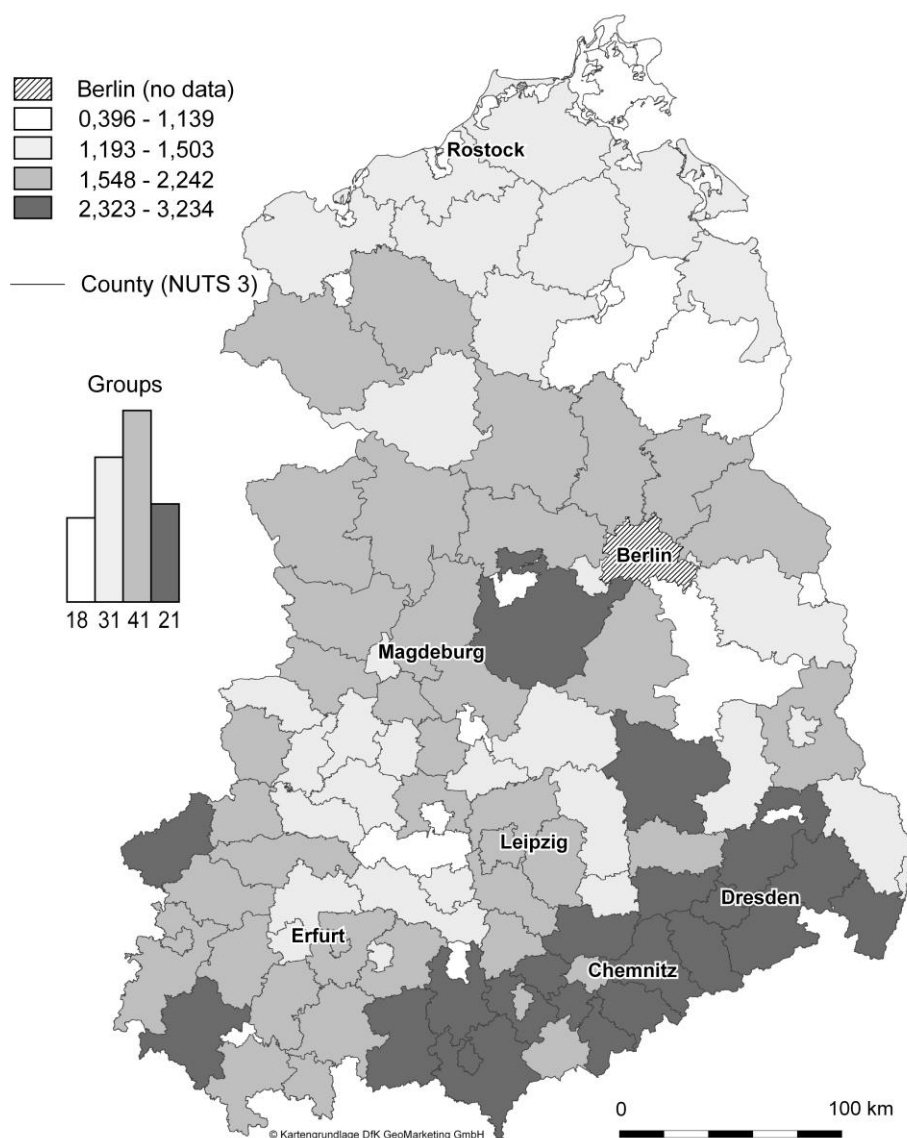 Berlin (no data)
0,396 - 1,139
1,193 - 1,503
1,548 - 2,242
2,323 - 3,234
County (NUTS 3)
Groups
18 31 41 21
Rostock
Berlin
Magdeburg
Leipzig
Dresden
Erfurt
Chemnitz
0 100 km
© Kartengrundlage DfK GeoMarketing GmbH